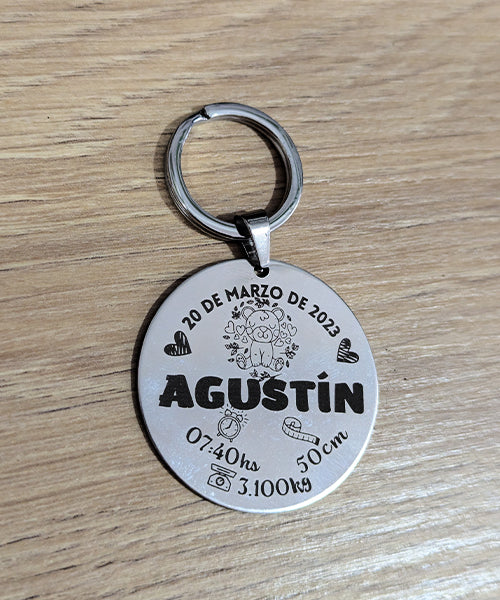 20 DE MARZO DE 2023
AGUSTÍN
07:40hs
50cm
3.100kg